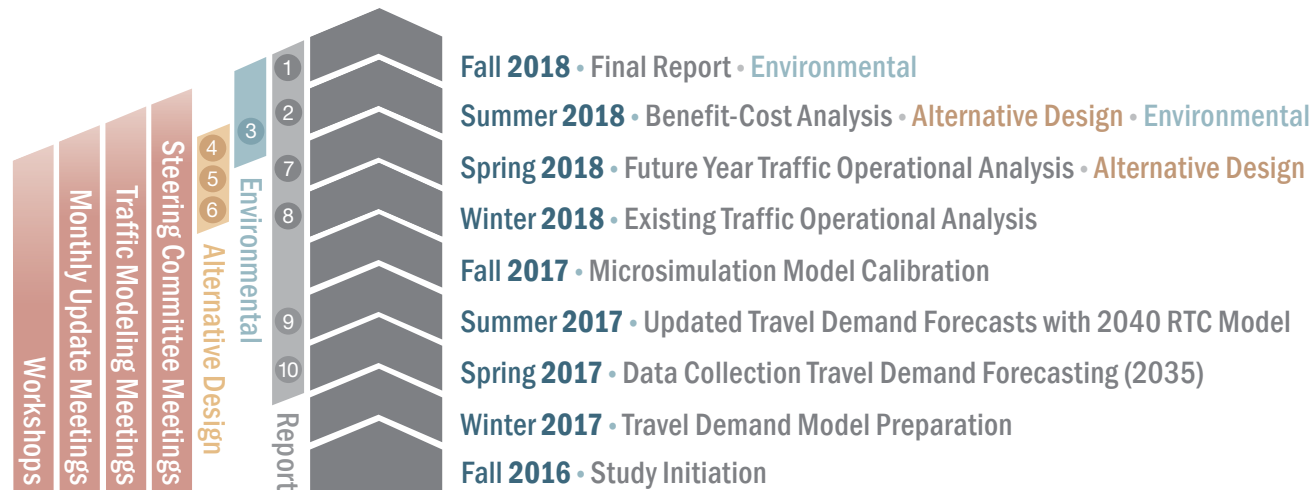 Fall 2018 • Final Report • Environmental
Summer 2018 • Benefit-Cost Analysis • Alternative Design • Environmental
Spring 2018 • Future Year Traffic Operational Analysis • Alternative Design
Winter 2018 • Existing Traffic Operational Analysis
Fall 2017 • Microsimulation Model Calibration
Summer 2017 • Updated Travel Demand Forecasts with 2040 RTC Model
Spring 2017 • Data Collection Travel Demand Forecasting (2035)
Winter 2017 • Travel Demand Model Preparation
Fall 2016 • Study Initiation
Workshops
Monthly Update Meetings
Traffic Modeling Meetings
Steering Committee Meetings
4
5
6
Alternative Design
3
Environmental
1
2
7
8
9
10
Report